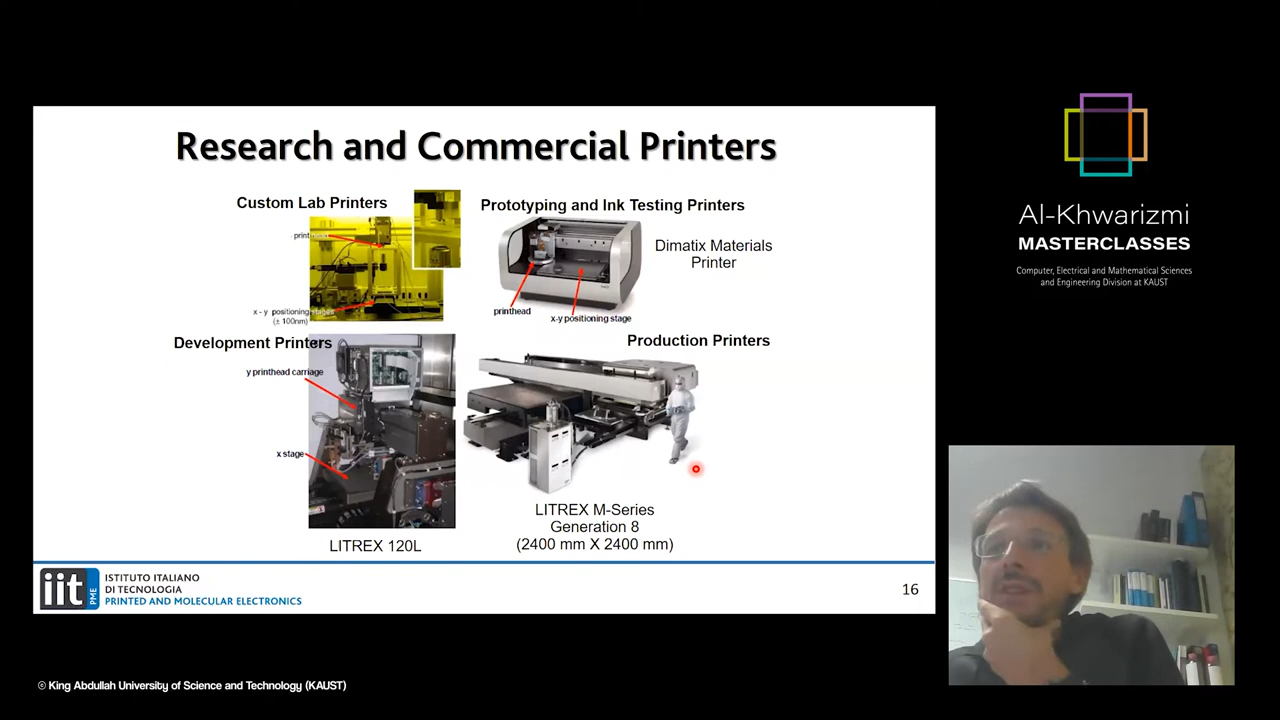 Research and Commercial Printers
Custom Lab Printers
printhead
x - y positioning stages
(± 100nm)
Prototyping and Ink Testing Printers
Dimatix Materials
Printer
printhead
x-y positioning stage
Development Printers
y printhead carriage
x stage
LITREX 120L
Production Printers
LITREX M-Series
Generation 8
(2400 mm X 2400 mm)
iit
PME
ISTITUTO ITALIANO
DI TECNOLOGIA
PRINTED AND MOLECULAR ELECTRONICS
16
Al-Khwarizmi
MASTERCLASSES
Computer, Electrical and Mathematical Sciences
and Engineering Division at KAUST
© King Abdullah University of Science and Technology (KAUST)